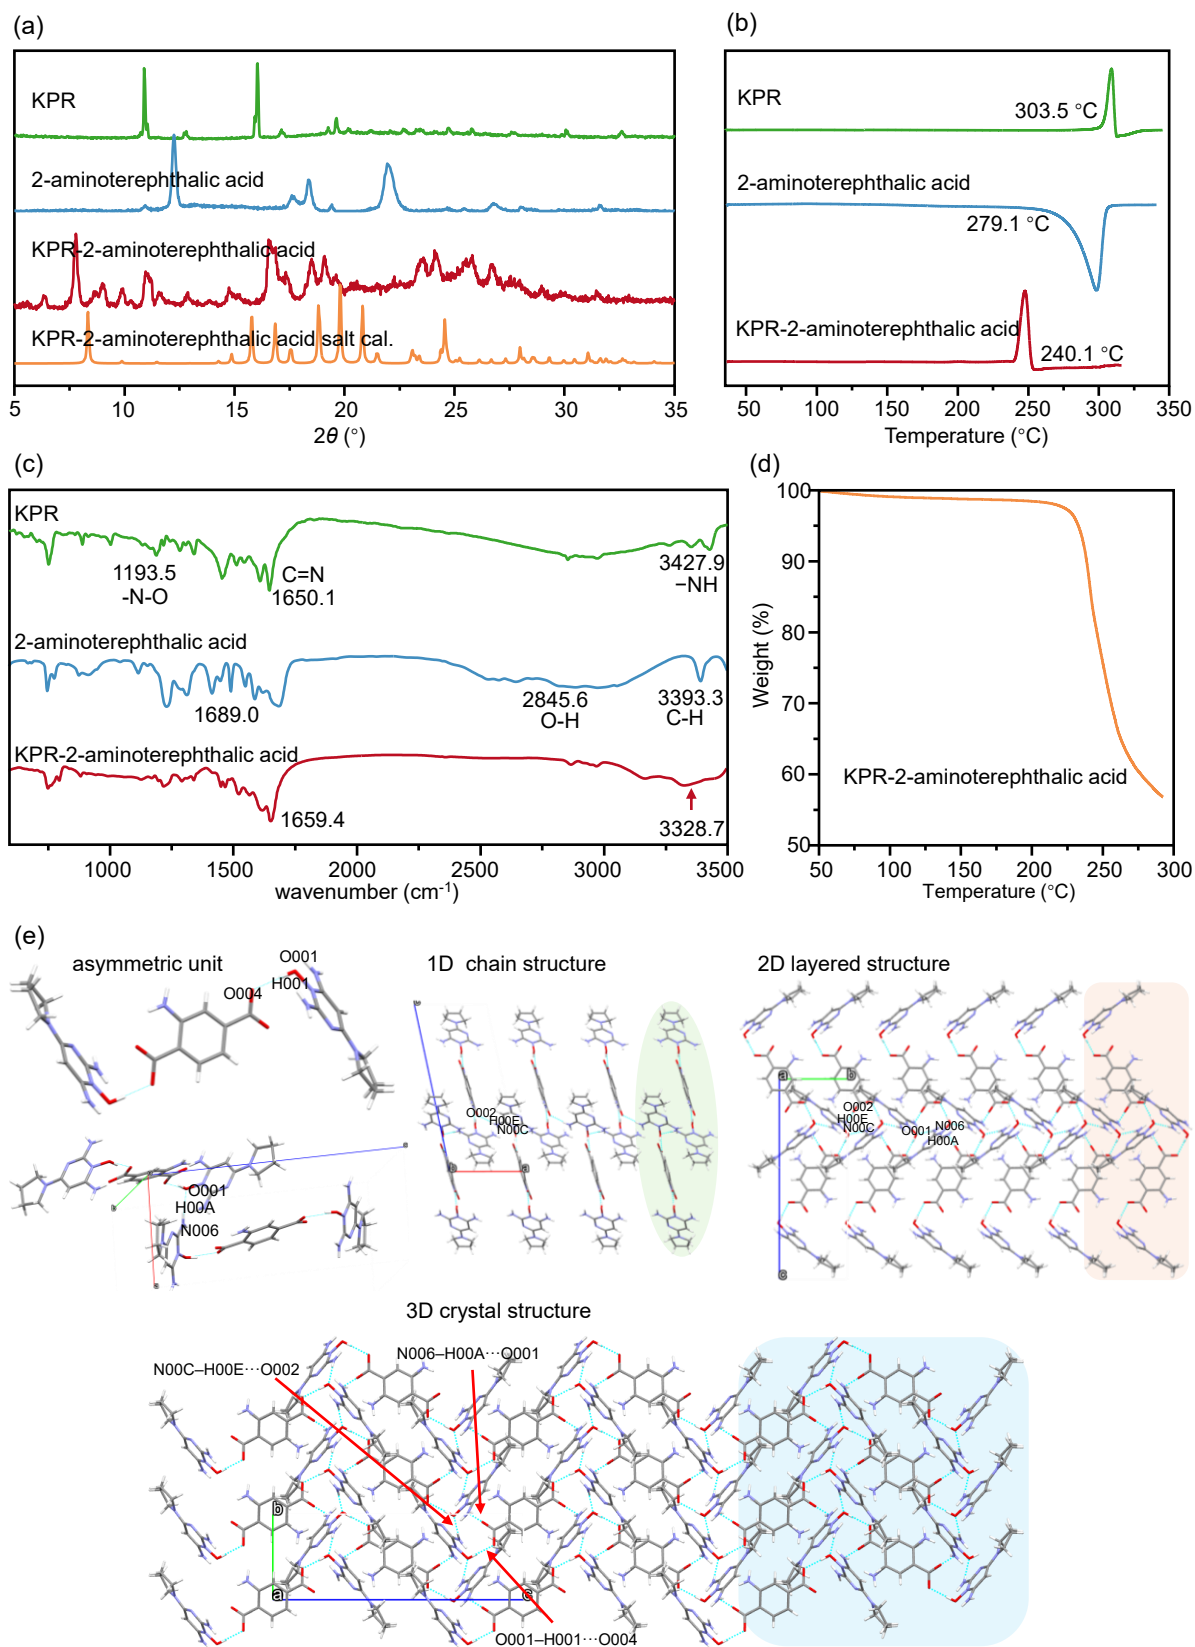 (a)
KPR
2-aminoterephthalic acid
KPR-2-aminoterephthalic acid
KPR-2-aminoterephthalic acid salt cal.
5 10 15 20 25 30 35
2θ (°)
(b)
KPR
303.5 °C
2-aminoterephthalic acid
279.1 °C
KPR-2-aminoterephthalic acid
240.1 °C
50 100 150 200 250 300 350
Temperature (°C)
(c)
KPR
1193.5
-N-O
C=N
1650.1
3427.9
−NH
2-aminoterephthalic acid
1689.0
2845.6
O-H
3393.3
C-H
KPR-2-aminoterephthalic acid
1659.4
3328.7
1000 1500 2000 2500 3000 3500
wavenumber (cm-1)
(d)
100
90
80
70
60
50
Weight (%)
KPR-2-aminoterephthalic acid
50 100 150 200 250 300
Temperature (°C)
(e)
asymmetric unit
O001
H001
O004
O001
H00A
N006
1D chain structure
O002
H00E
N00C
b
a
2D layered structure
a
b
O002
H00E
N00C
O001
N006
H00A
c
3D crystal structure
N00C–H00E···O002
N006–H00A···O001
b
a
c
O001–H001···O004